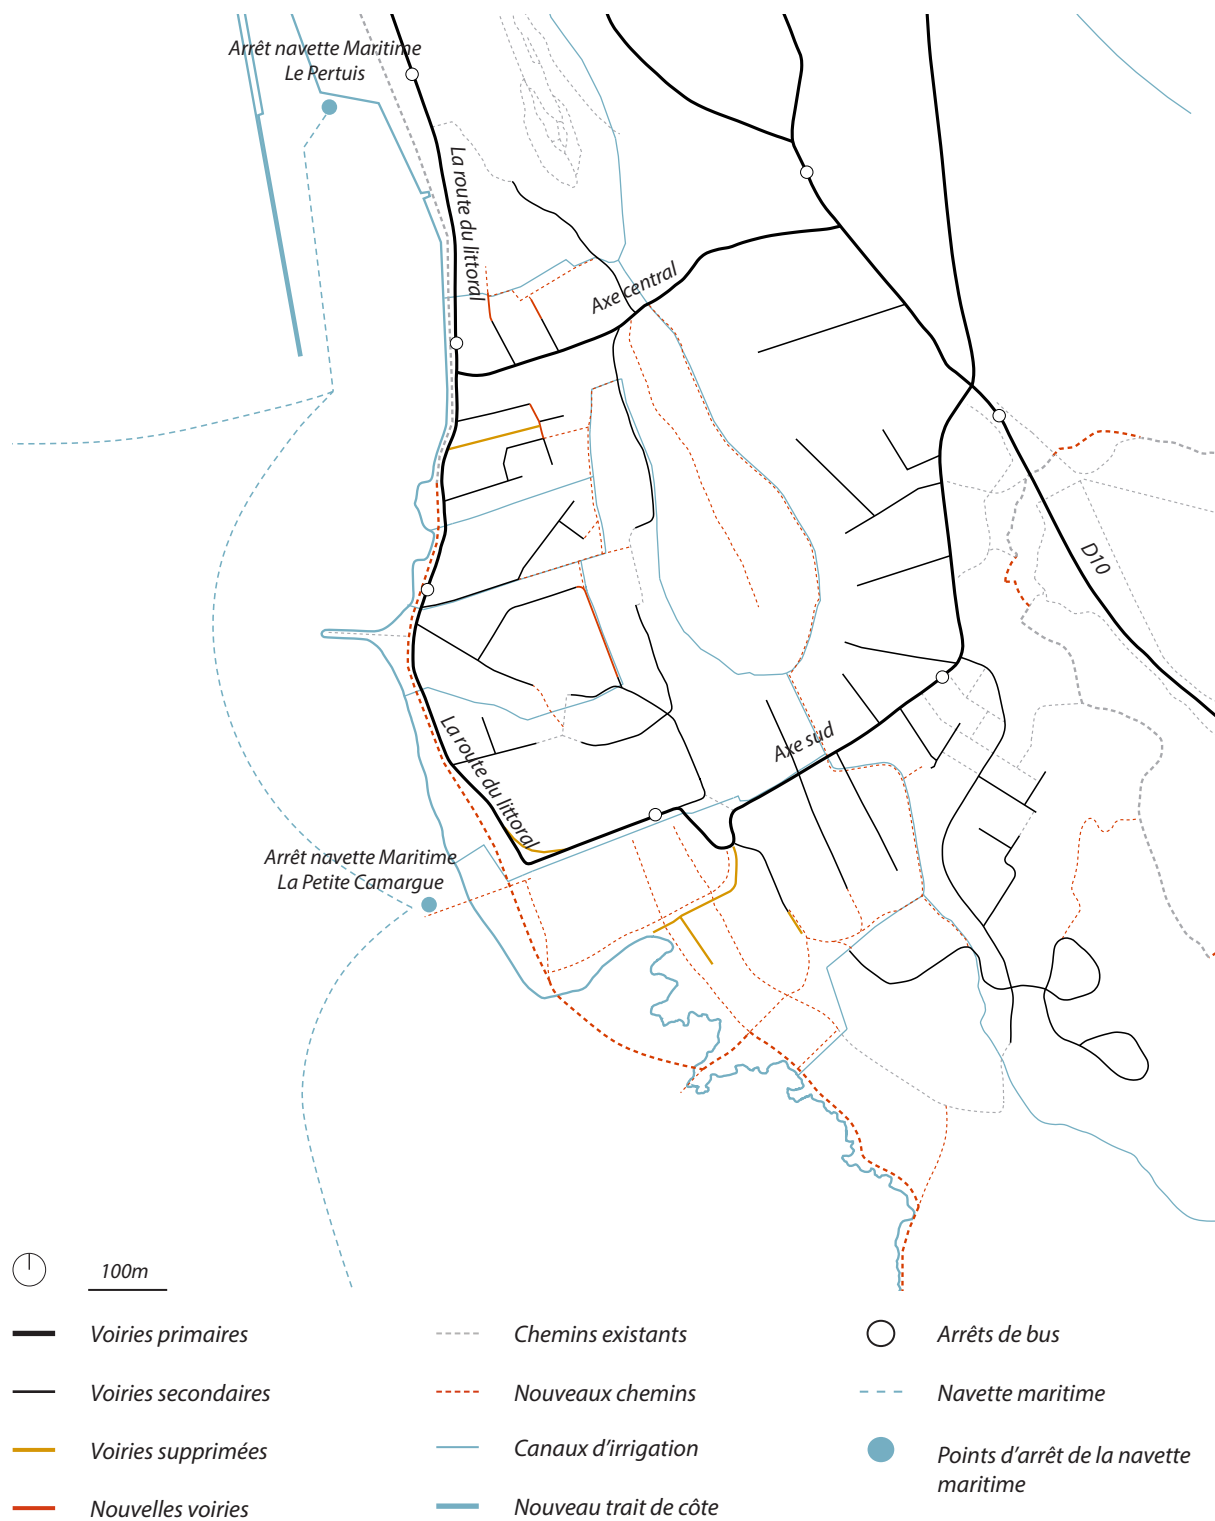 Arrêt navette Maritime
Le Pertuis
La route du littoral
Axe central
D10
La route du littoral
Axe sud
Arrêt navette Maritime
La Petite Camargue
100m
Voiries primaires
Voiries secondaires
Voiries supprimées
Nouvelles voiries
Chemins existants
Nouveaux chemins
Canaux d'irrigation
Nouveau trait de côte
Arrêts de bus
Navette maritime
Points d'arrêt de la navette
maritime